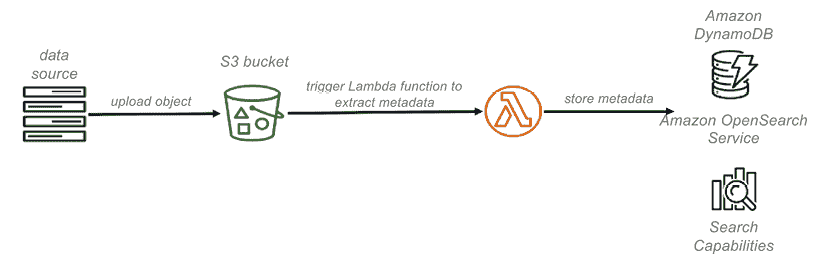 data
source
upload object
S3 bucket
trigger Lambda function to
extract metadata
store metadata
Amazon
DynamoDB
Amazon OpenSearch
Service
Search
Capabilities